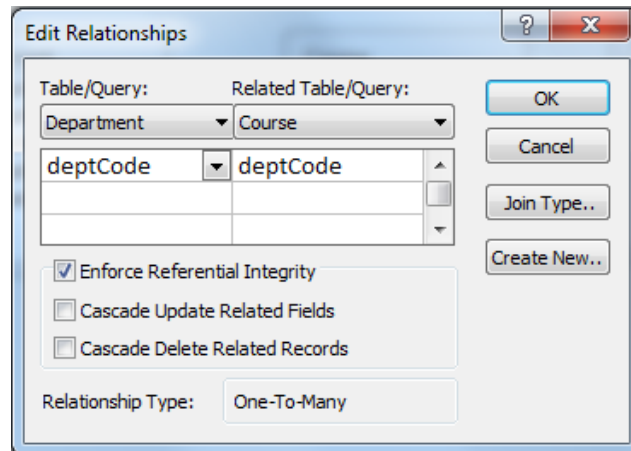 Edit Relationships
Table/Query: Related Table/Query:
Department Course
deptCode deptCode
Enforce Referential Integrity
Cascade Update Related Fields
Cascade Delete Related Records
Relationship Type: One-To-Many
OK
Cancel
Join Type..
Create New..